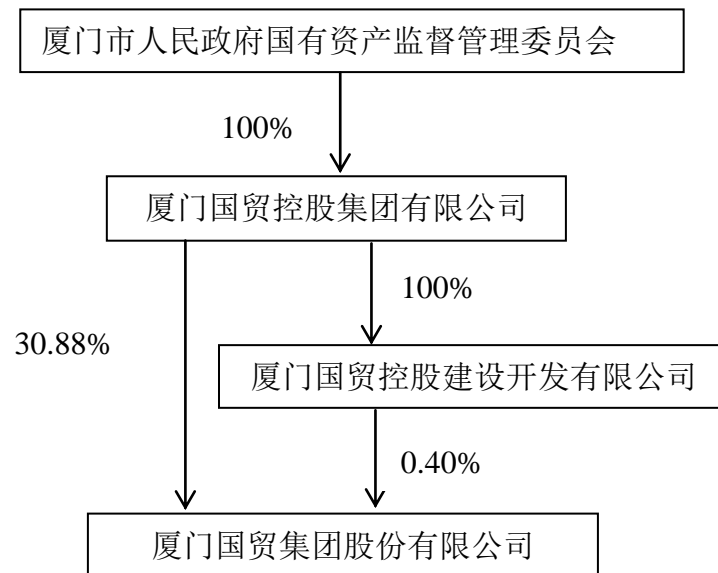 厦门市人民政府国有资产监督管理委员会
100%
厦门国贸控股集团有限公司
100%
30.88%
厦门国贸控股建设开发有限公司
0.40%
厦门国贸集团股份有限公司